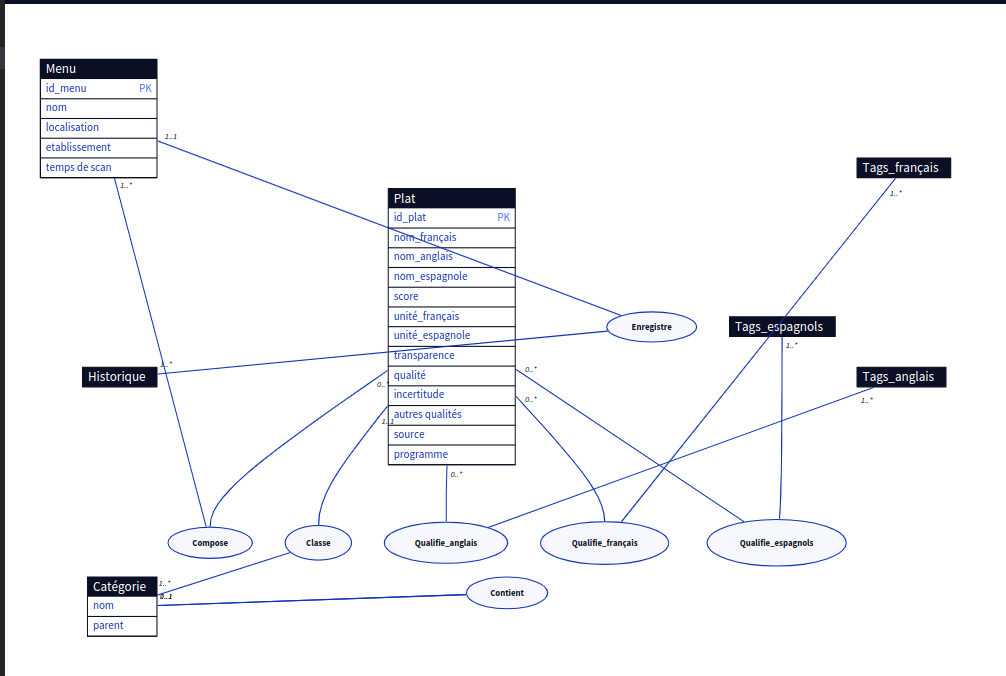 Menu
id_menu PK
nom
localisation
etablissement
temps de scan
1..1
1..*
Plat
id_plat PK
nom_français
nom_anglais
nom_espagnole
score
unité_français
unité_espagnole
transparence
qualité
incertitude
autres qualités
source
programme
Tags_français
1..*
Enregistre
Tags_espagnols
1..*
Historique
1..*
Tags_anglais
1..*
0..*
0..*
0..*
1..1
0..*
Compose
Classe
Qualifie_anglais
Qualifie_français
Qualifie_espagnols
Catégorie
nom
parent
1..*
Contient